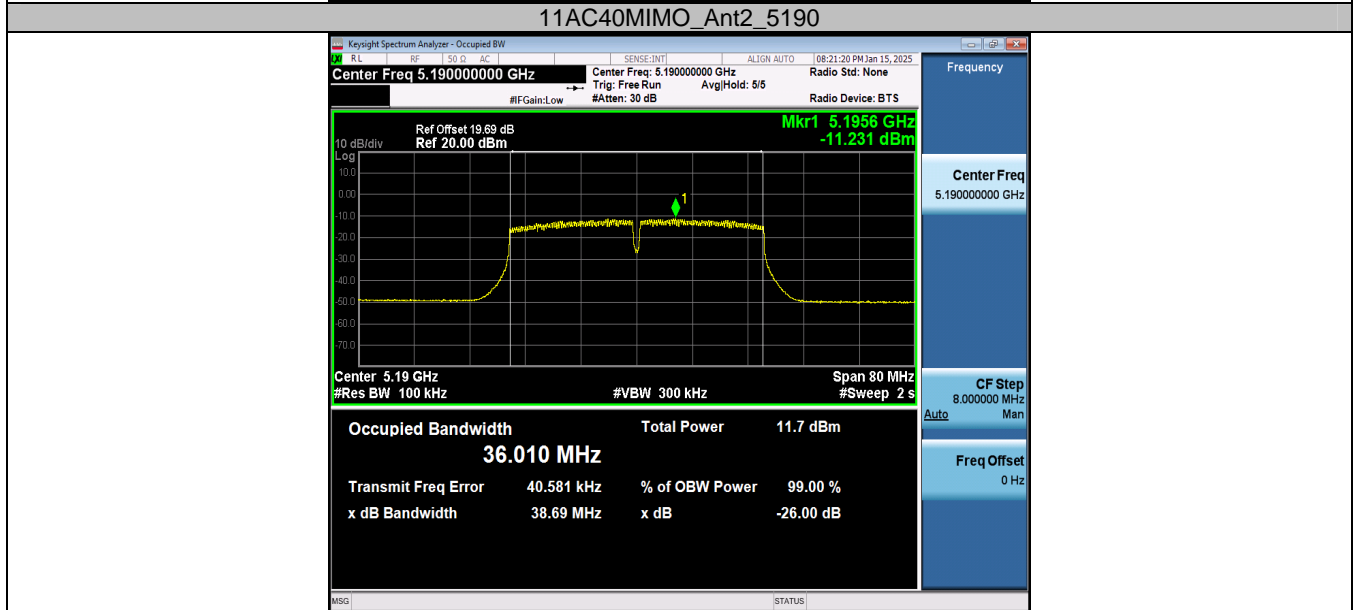 11AC40MIMO_Ant2_5190
Keysight Spectrum Analyzer - Occupied BW
LXI RL RF 50 Ω AC SENSE:INT ALIGN AUTO 08:21:20 PM Jan 15, 2025
Center Freq 5.190000000 GHz
#IFGain:Low
Center Freq: 5.190000000 GHz
Trig: Free Run Avg|Hold: 5/5
#Atten: 30 dB
Radio Std: None
Radio Device: BTS
Frequency
Mkr1 5.1956 GHz
-11.231 dBm
Ref Offset 19.69 dB
10 dB/div Ref 20.00 dBm
Log
10.0
0.00
-10.0
-20.0
-30.0
-40.0
-50.0
-60.0
-70.0
1
Center 5.19 GHz Span 80 MHz
#Res BW 100 kHz #VBW 300 kHz #Sweep 2 s
Center Freq
5.190000000 GHz
CF Step
8.000000 MHz
Auto Man
Freq Offset
0 Hz
Occupied Bandwidth Total Power 11.7 dBm
36.010 MHz
Transmit Freq Error 40.581 kHz % of OBW Power 99.00 %
x dB Bandwidth 38.69 MHz x dB -26.00 dB
MSG STATUS